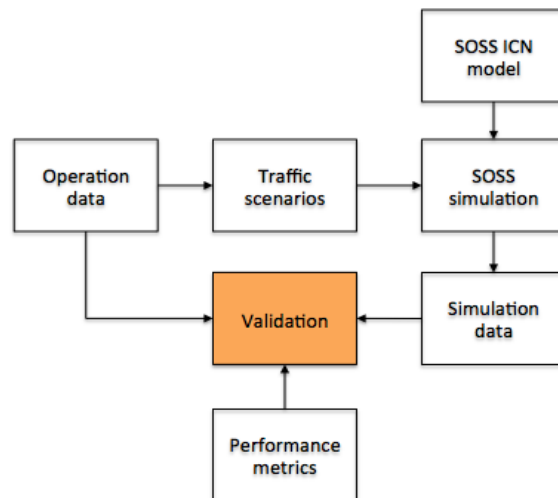 SOSS ICN
model
Operation
data
Traffic
scenarios
SOSS
simulation
Validation
Simulation
data
Performance
metrics